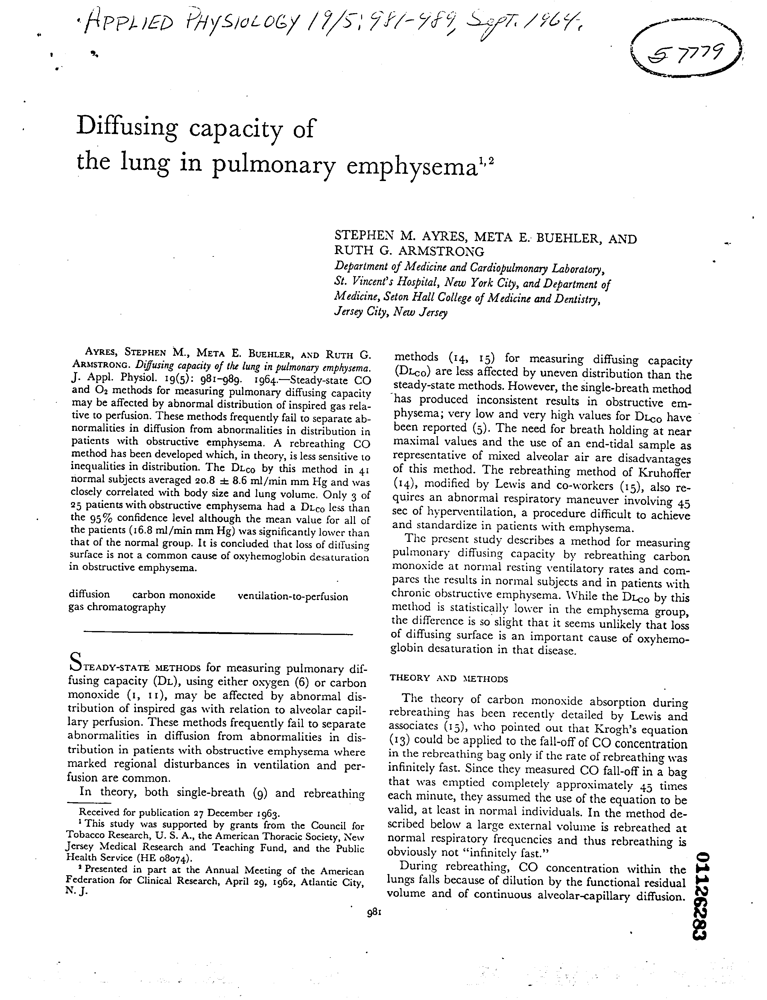 ·APPLIED PHYSIOLOGY 19/5:981-989, Sept. 1964.
57779
Diffusing capacity of
the lung in pulmonary emphysema¹,²
STEPHEN M. AYRES, META E. BUEHLER, AND
RUTH G. ARMSTRONG
Department of Medicine and Cardiopulmonary Laboratory,
St. Vincent's Hospital, New York City, and Department of
Medicine, Seton Hall College of Medicine and Dentistry,
Jersey City, New Jersey
AYRES, STEPHEN M., META E. BUEHLER, AND RUTH G.
ARMSTRONG. Diffusing capacity of the lung in pulmonary emphysema.
J. Appl. Physiol. 19(5): 981-989. 1964.—Steady-state CO
and O₂ methods for measuring pulmonary diffusing capacity
may be affected by abnormal distribution of inspired gas rela-
tive to perfusion. These methods frequently fail to separate ab-
normalities in diffusion from abnormalities in distribution in
patients with obstructive emphysema. A rebreathing CO
method has been developed which, in theory, is less sensitive to
inequalities in distribution. The DLCO by this method in 41
normal subjects averaged 20.8 ± 8.6 ml/min mm Hg and was
closely correlated with body size and lung volume. Only 3 of
25 patients with obstructive emphysema had a DLCO less than
the 95% confidence level although the mean value for all of
the patients (16.8 ml/min mm Hg) was significantly lower than
that of the normal group. It is concluded that loss of diffusing
surface is not a common cause of oxyhemoglobin desaturation
in obstructive emphysema.
diffusion carbon monoxide ventilation-to-perfusion
gas chromatography
STEADY-STATE METHODS for measuring pulmonary dif-
fusing capacity (DL), using either oxygen (6) or carbon
monoxide (1, 11), may be affected by abnormal dis-
tribution of inspired gas with relation to alveolar capil-
lary perfusion. These methods frequently fail to separate
abnormalities in diffusion from abnormalities in dis-
tribution in patients with obstructive emphysema where
marked regional disturbances in ventilation and per-
fusion are common.
In theory, both single-breath (9) and rebreathing
Received for publication 27 December 1963.
¹ This study was supported by grants from the Council for
Tobacco Research, U. S. A., the American Thoracic Society, New
Jersey Medical Research and Teaching Fund, and the Public
Health Service (HE 08074).
² Presented in part at the Annual Meeting of the American
Federation for Clinical Research, April 29, 1962, Atlantic City,
N. J.
methods (14, 15) for measuring diffusing capacity
(DLCO) are less affected by uneven distribution than the
steady-state methods. However, the single-breath method
has produced inconsistent results in obstructive em-
physema; very low and very high values for DLCO have
been reported (5). The need for breath holding at near
maximal values and the use of an end-tidal sample as
representative of mixed alveolar air are disadvantages
of this method. The rebreathing method of Kruhoffer
(14), modified by Lewis and co-workers (15), also re-
quires an abnormal respiratory maneuver involving 45
sec of hyperventilation, a procedure difficult to achieve
and standardize in patients with emphysema.
The present study describes a method for measuring
pulmonary diffusing capacity by rebreathing carbon
monoxide at normal resting ventilatory rates and com-
pares the results in normal subjects and in patients with
chronic obstructive emphysema. While the DLCO by this
method is statistically lower in the emphysema group,
the difference is so slight that it seems unlikely that loss
of diffusing surface is an important cause of oxyhemo-
globin desaturation in that disease.
THEORY AND METHODS
The theory of carbon monoxide absorption during
rebreathing has been recently detailed by Lewis and
associates (15), who pointed out that Krogh's equation
(13) could be applied to the fall-off of CO concentration
in the rebreathing bag only if the rate of rebreathing was
infinitely fast. Since they measured CO fall-off in a bag
that was emptied completely approximately 45 times
each minute, they assumed the use of the equation to be
valid, at least in normal individuals. In the method de-
scribed below a large external volume is rebreathed at
normal respiratory frequencies and thus rebreathing is
obviously not "infinitely fast."
During rebreathing, CO concentration within the
lungs falls because of dilution by the functional residual
volume and of continuous alveolar-capillary diffusion.
981
01126283